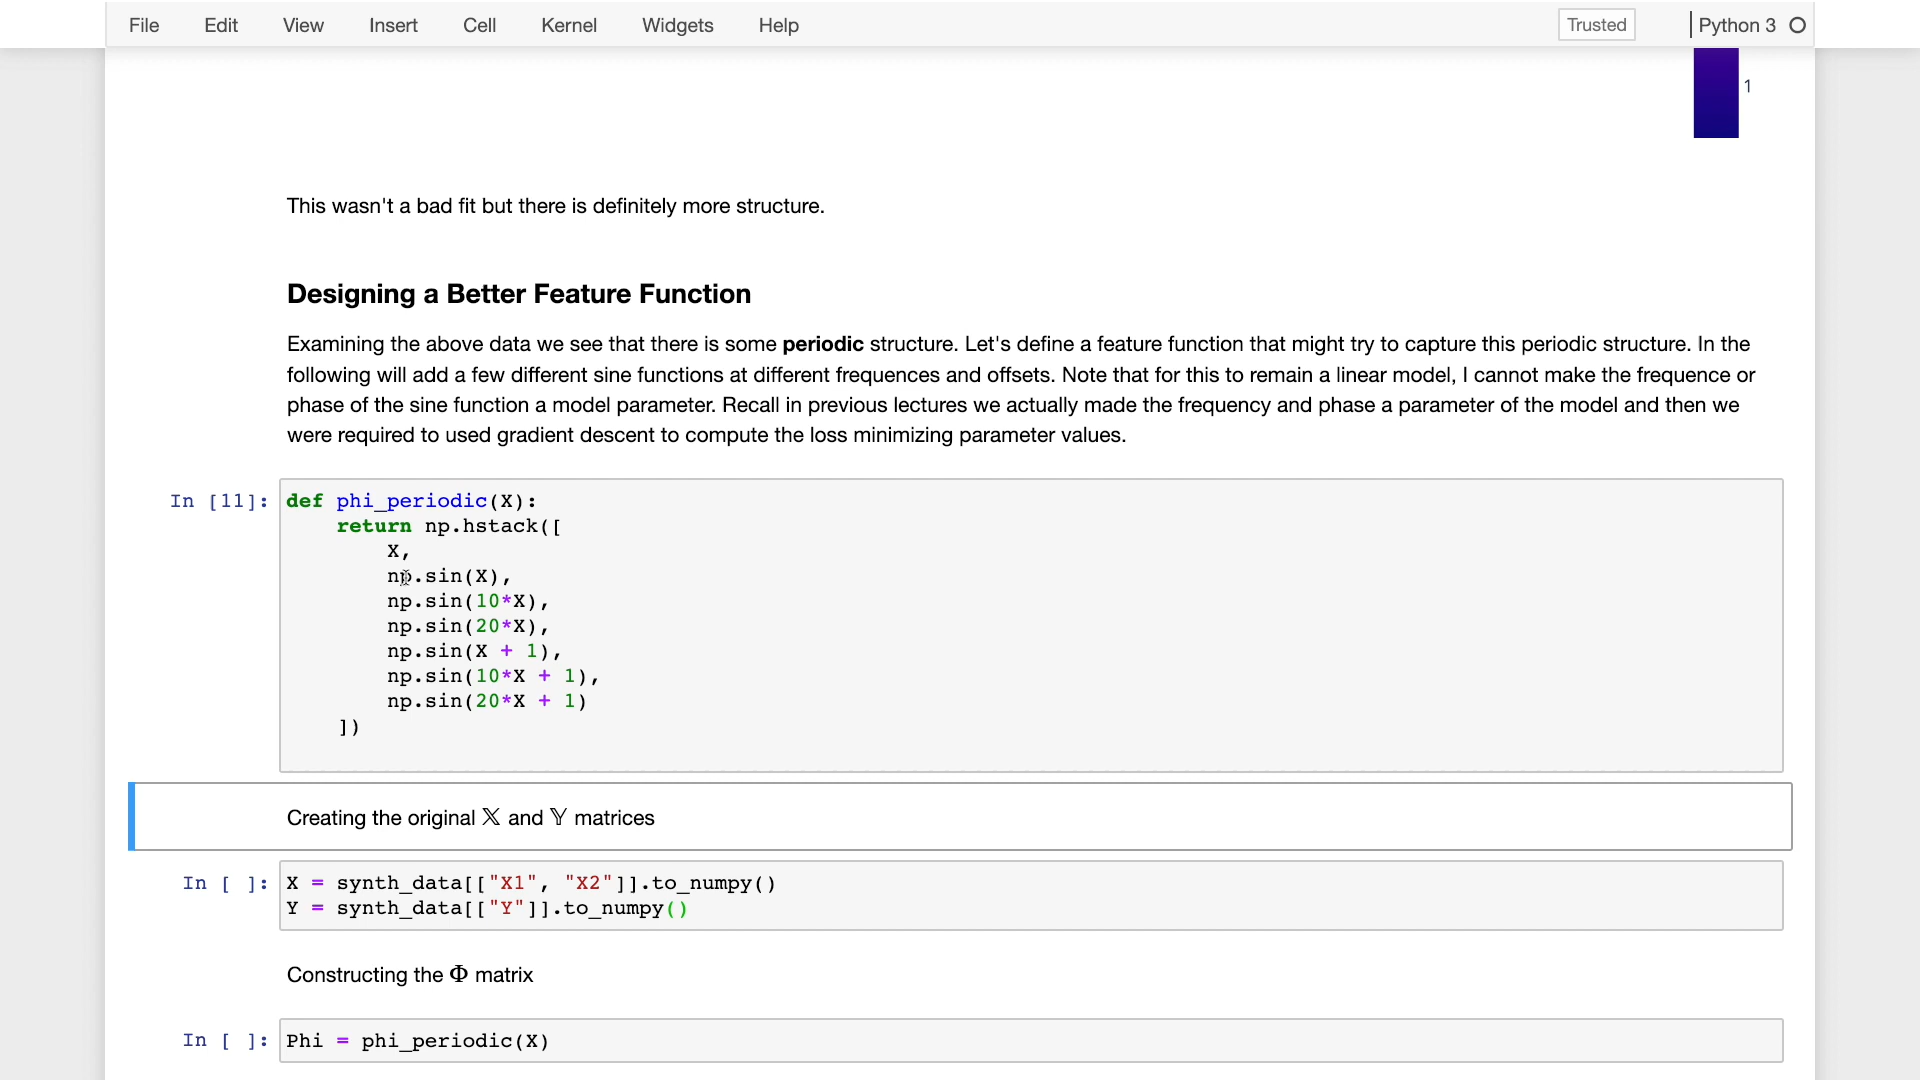 File Edit View Insert Cell Kernel Widgets Help Trusted Python 3
1
This wasn't a bad fit but there is definitely more structure.
Designing a Better Feature Function
Examining the above data we see that there is some periodic structure. Let's define a feature function that might try to capture this periodic structure. In the
following will add a few different sine functions at different frequences and offsets. Note that for this to remain a linear model, I cannot make the frequence or
phase of the sine function a model parameter. Recall in previous lectures we actually made the frequency and phase a parameter of the model and then we
were required to used gradient descent to compute the loss minimizing parameter values.
In [11]: def phi_periodic(X):
    return np.hstack([
        X,
        np.sin(X),
        np.sin(10*X),
        np.sin(20*X),
        np.sin(X + 1),
        np.sin(10*X + 1),
        np.sin(20*X + 1)
    ])
Creating the original 𝕏 and 𝕐 matrices
In [ ]: X = synth_data[["X1", "X2"]].to_numpy()
Y = synth_data[["Y"]].to_numpy()
Constructing the Φ matrix
In [ ]: Phi = phi_periodic(X)